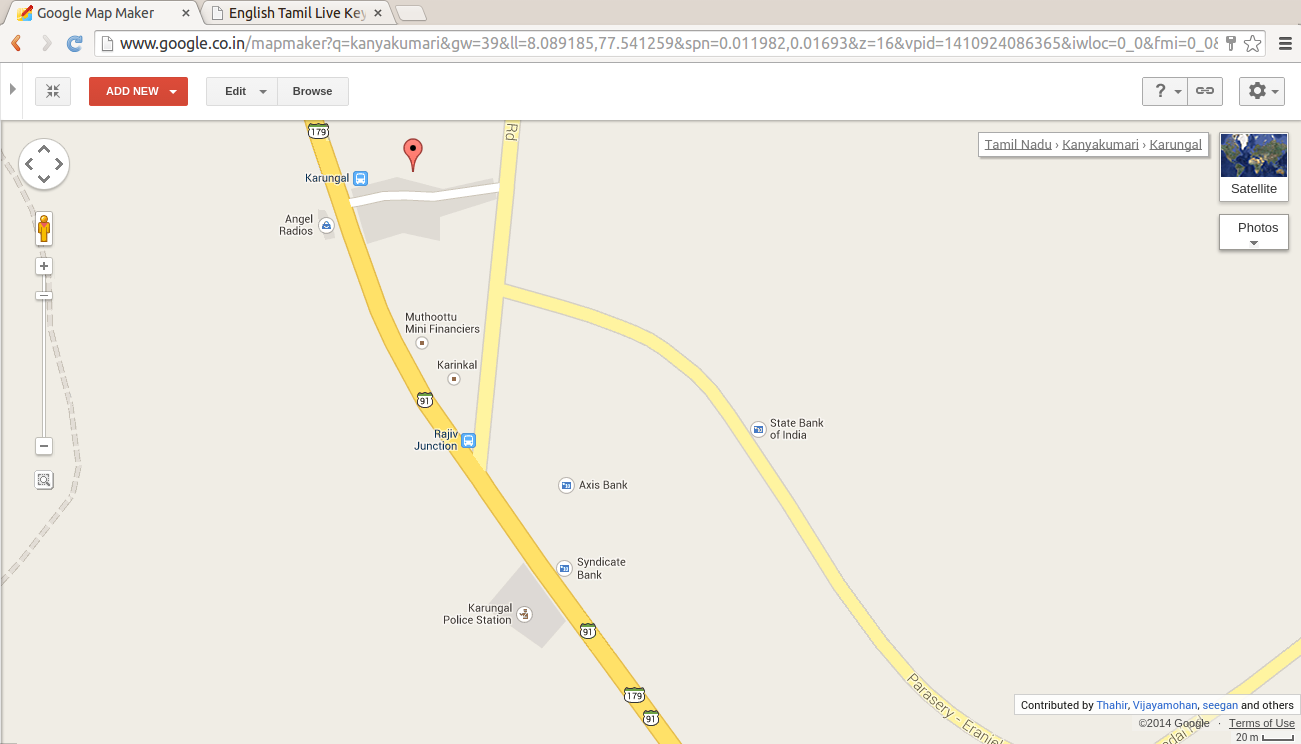 Google Map Maker
English Tamil Live Key
www.google.co.in/mapmaker?q=kanyakumari&gw=39&ll=8.089185,77.541259&spn=0.011982,0.01693&z=16&vpid=1410924086365&iwloc=0_0&fmi=0_0&
ADD NEW
Edit
Browse
?
179
Rd
Tamil Nadu › Kanyakumari › Karungal
Satellite
Photos
Karungal
Angel
Radios
Muthoottu
Mini Financiers
Karinkal
91
Rajiv
Junction
State Bank
of India
Axis Bank
Syndicate
Bank
Karungal
Police Station
91
179
91
Parasery - Eraniel
Contributed by Thahir, Vijayamohan, seegan and others
©2014 Google · Terms of Use
20 m